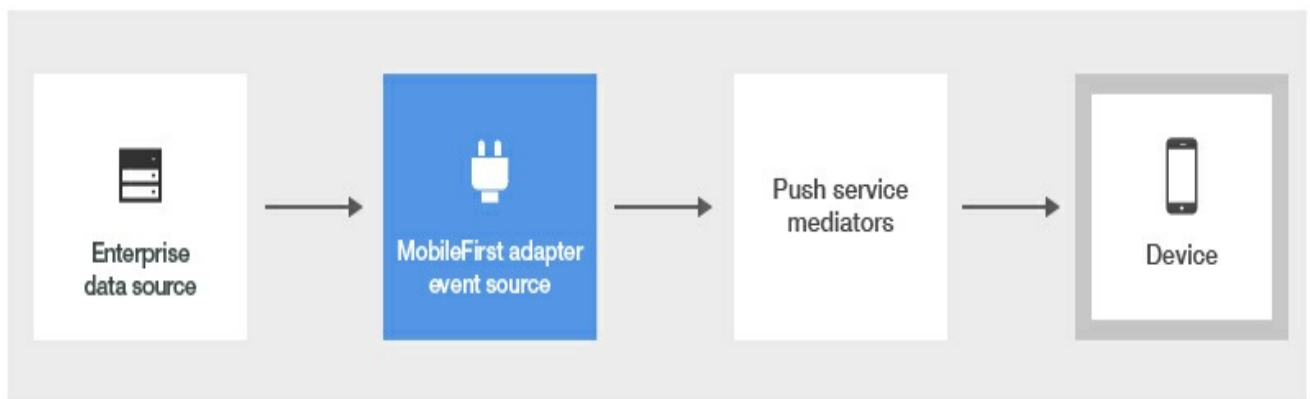 Enterprise
data source
MobileFirst adapter
event source
Push service
mediators
Device